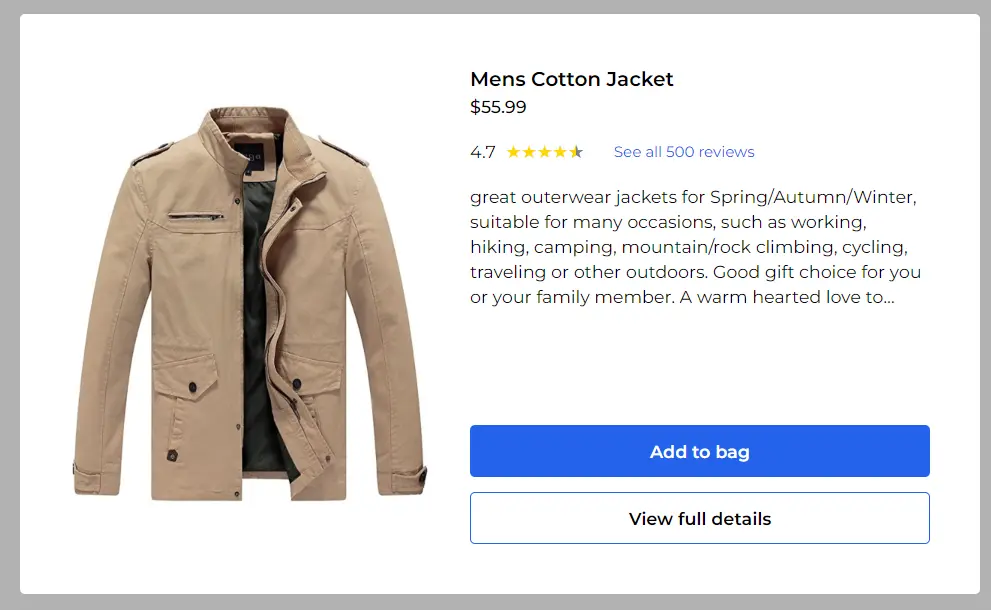 Mens Cotton Jacket
$55.99
4.7 See all 500 reviews
great outerwear jackets for Spring/Autumn/Winter,
suitable for many occasions, such as working,
hiking, camping, mountain/rock climbing, cycling,
traveling or other outdoors. Good gift choice for you
or your family member. A warm hearted love to...
Add to bag
View full details